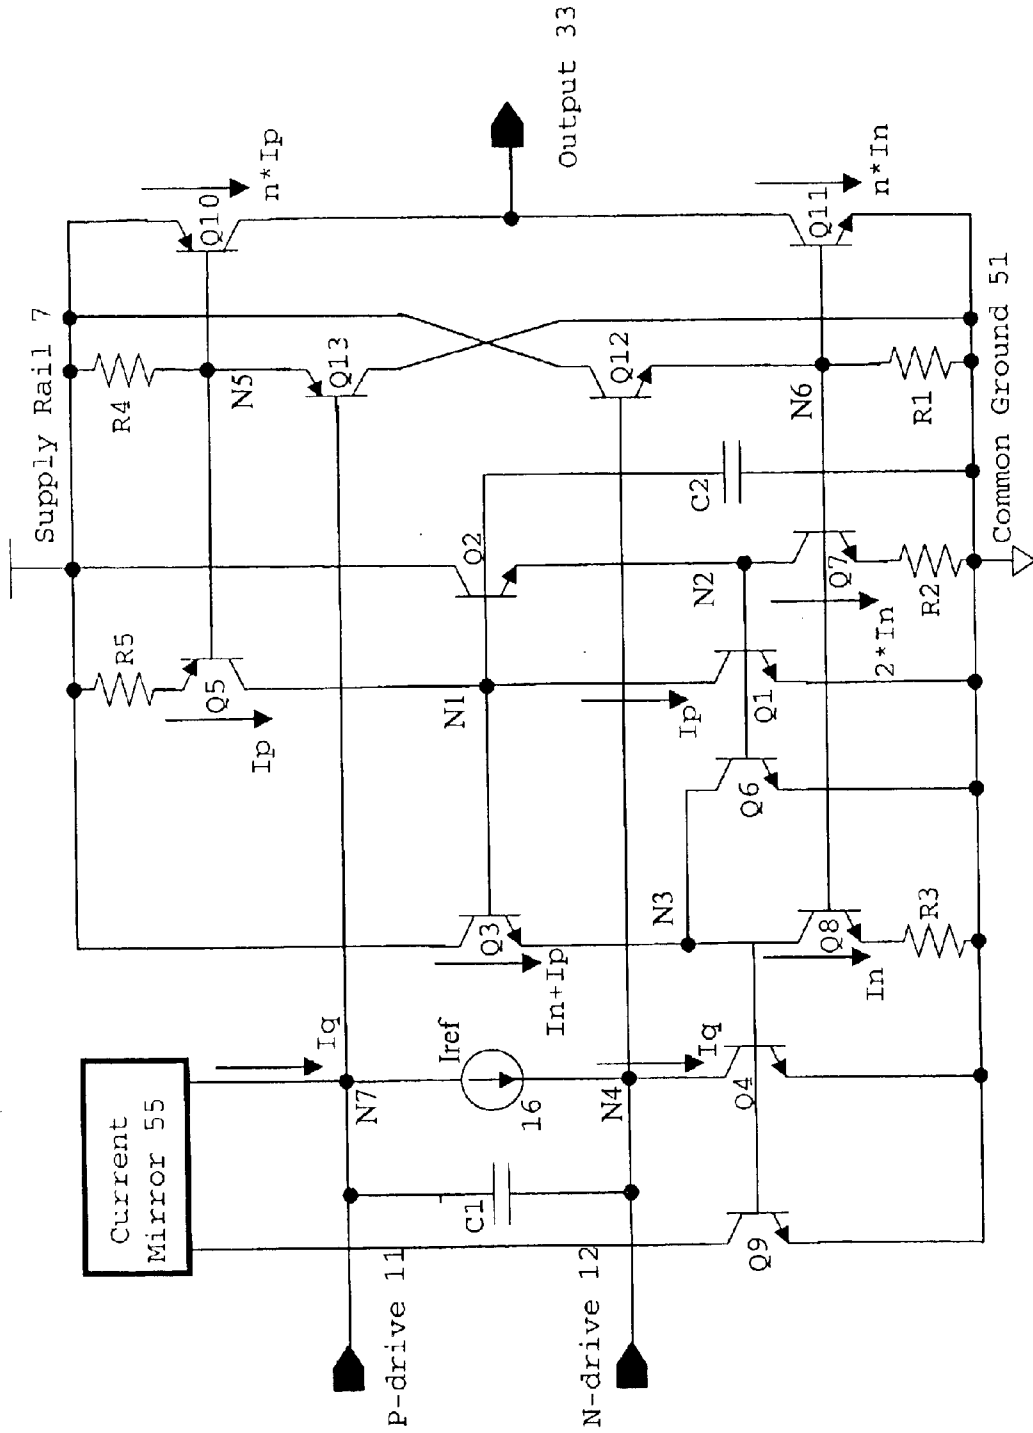 Supply Rail 7
Current
Mirror 55
R5
R4
Q10
n*Ip
Q5
Ip
N5
Q13
Iq
N7
Iref
16
Q3
In+Ip
N1
Q2
Output 33
P-drive 11
C1
N4
Iq
Ip
Q12
N-drive 12
N3
N2
C2
N6
Q11
n*In
Q9
Q4
Q8
In
Q6
Q1
2*In
Q7
R3
R2
R1
Common Ground 51